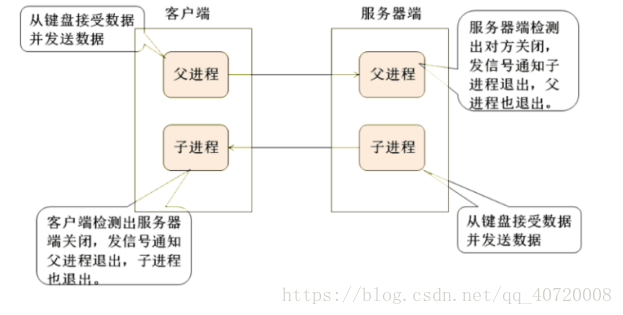 客户端
服务器端
从键盘接受数据
并发送数据
父进程
父进程
服务器端检测
出对方关闭，
发信号通知子
进程退出，父
进程也退出。
子进程
子进程
客户端检测出服务器
端关闭，发信号通知
父进程退出，子进程
也退出。
从键盘接受数据
并发送数据
https://blog.csdn.net/qq_40720008